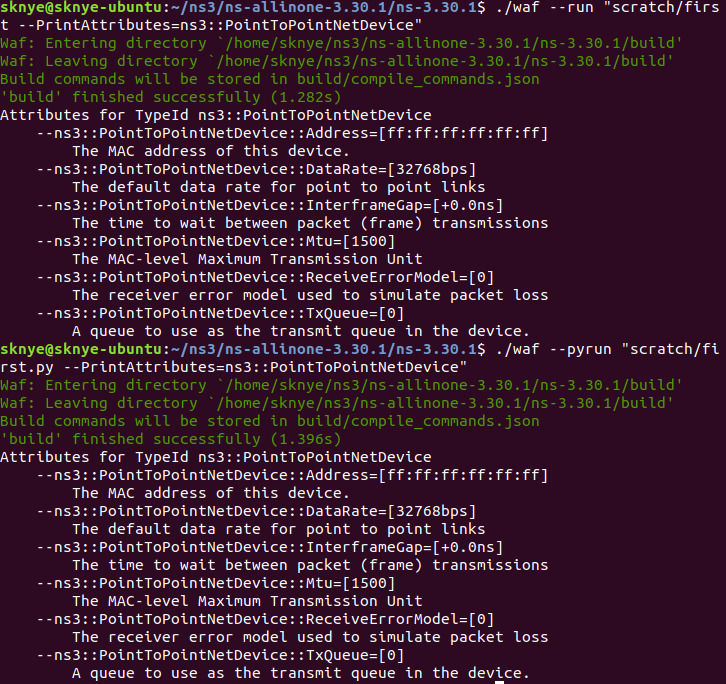 sknye@sknye-ubuntu:~/ns3/ns-allinone-3.30.1/ns-3.30.1$ ./waf --run "scratch/firs
t --PrintAttributes=ns3::PointToPointNetDevice"
Waf: Entering directory `/home/sknye/ns3/ns-allinone-3.30.1/ns-3.30.1/build'
Waf: Leaving directory `/home/sknye/ns3/ns-allinone-3.30.1/ns-3.30.1/build'
Build commands will be stored in build/compile_commands.json
'build' finished successfully (1.282s)
Attributes for TypeId ns3::PointToPointNetDevice
    --ns3::PointToPointNetDevice::Address=[ff:ff:ff:ff:ff:ff]
        The MAC address of this device.
    --ns3::PointToPointNetDevice::DataRate=[32768bps]
        The default data rate for point to point links
    --ns3::PointToPointNetDevice::InterframeGap=[+0.0ns]
        The time to wait between packet (frame) transmissions
    --ns3::PointToPointNetDevice::Mtu=[1500]
        The MAC-level Maximum Transmission Unit
    --ns3::PointToPointNetDevice::ReceiveErrorModel=[0]
        The receiver error model used to simulate packet loss
    --ns3::PointToPointNetDevice::TxQueue=[0]
        A queue to use as the transmit queue in the device.
sknye@sknye-ubuntu:~/ns3/ns-allinone-3.30.1/ns-3.30.1$ ./waf --pyrun "scratch/fi
rst.py --PrintAttributes=ns3::PointToPointNetDevice"
Waf: Entering directory `/home/sknye/ns3/ns-allinone-3.30.1/ns-3.30.1/build'
Waf: Leaving directory `/home/sknye/ns3/ns-allinone-3.30.1/ns-3.30.1/build'
Build commands will be stored in build/compile_commands.json
'build' finished successfully (1.396s)
Attributes for TypeId ns3::PointToPointNetDevice
    --ns3::PointToPointNetDevice::Address=[ff:ff:ff:ff:ff:ff]
        The MAC address of this device.
    --ns3::PointToPointNetDevice::DataRate=[32768bps]
        The default data rate for point to point links
    --ns3::PointToPointNetDevice::InterframeGap=[+0.0ns]
        The time to wait between packet (frame) transmissions
    --ns3::PointToPointNetDevice::Mtu=[1500]
        The MAC-level Maximum Transmission Unit
    --ns3::PointToPointNetDevice::ReceiveErrorModel=[0]
        The receiver error model used to simulate packet loss
    --ns3::PointToPointNetDevice::TxQueue=[0]
        A queue to use as the transmit queue in the device.